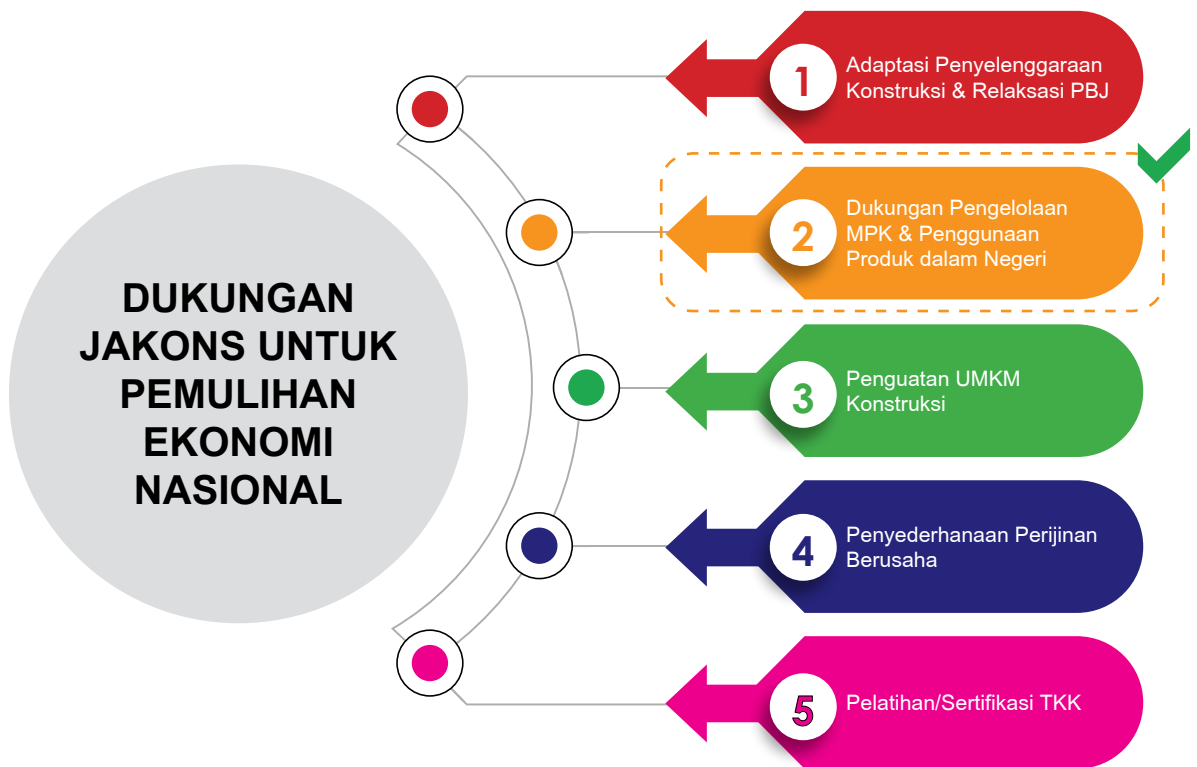 DUKUNGAN
JAKONS UNTUK
PEMULIHAN
EKONOMI
NASIONAL
1
Adaptasi Penyelenggaraan
Konstruksi & Relaksasi PBJ
2
Dukungan Pengelolaan
MPK & Penggunaan
Produk dalam Negeri
3
Penguatan UMKM
Konstruksi
4
Penyederhanaan Perijinan
Berusaha
5
Pelatihan/Sertifikasi TKK